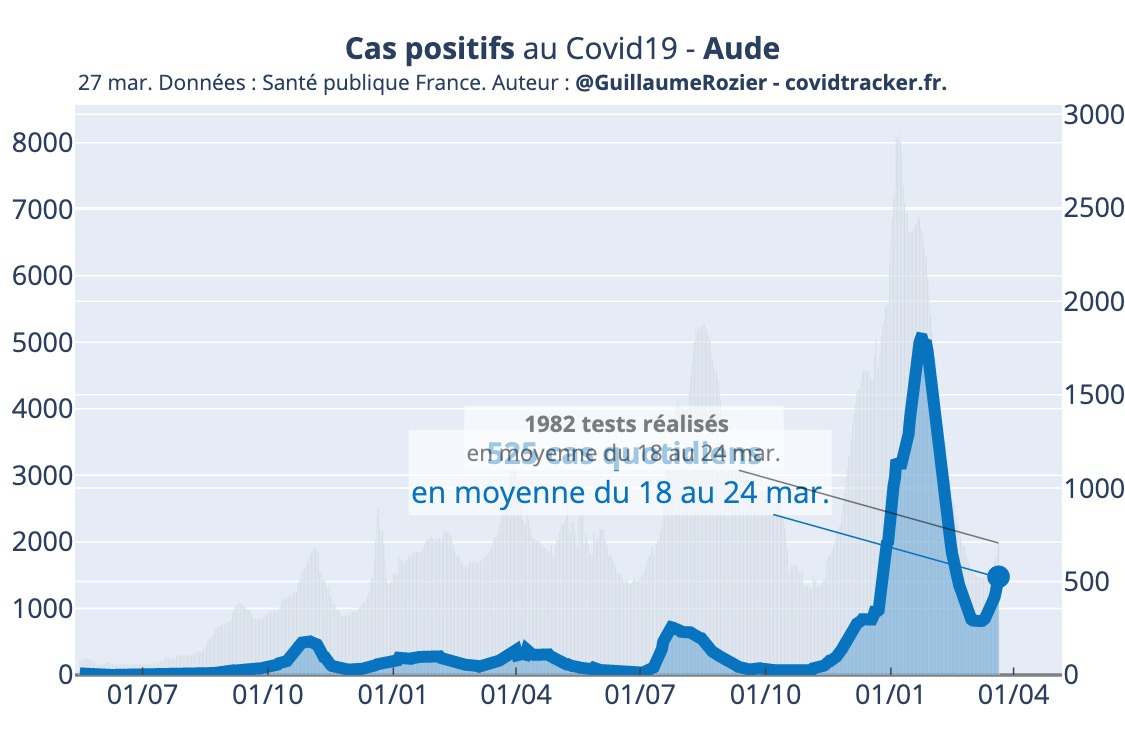 Cas positifs au Covid19 - Aude
27 mar. Données : Santé publique France. Auteur : @GuillaumeRozier - covidtracker.fr.
3000
8000
7000
2500
6000
2000
5000
1500
4000
1982 tests réalisés
en moyenne du 18 au 24 mar.
525 cas quotidiens
en moyenne du 18 au 24 mar.
3000
1000
2000
500
1000
0
0
01/07 01/10 01/01 01/04 01/07 01/10 01/01 01/04